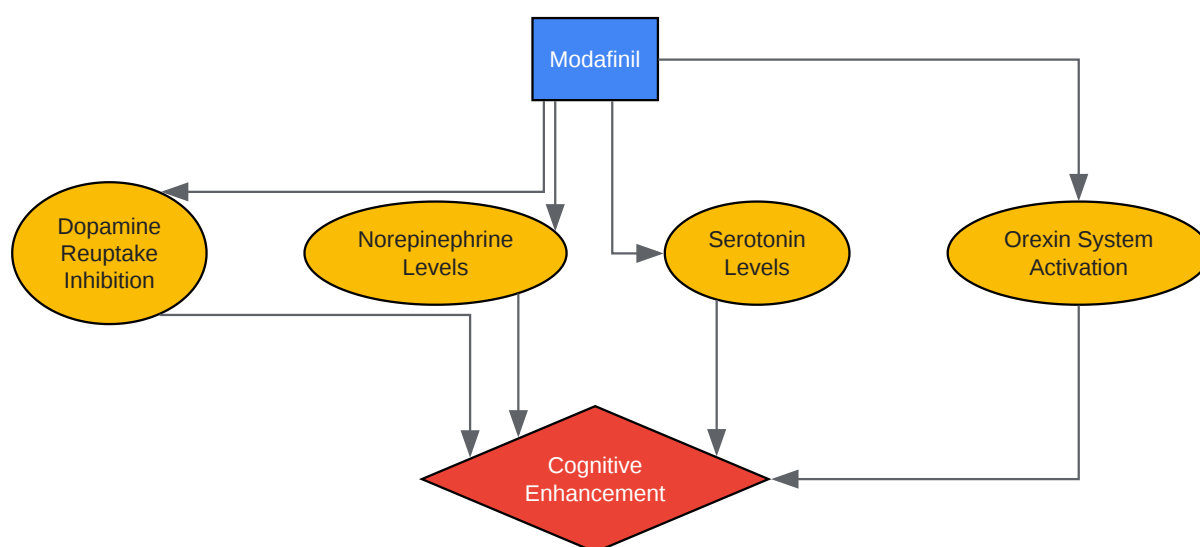 Modafinil
Dopamine
Reuptake
Inhibition
Norepinephrine
Levels
Serotonin
Levels
Orexin System
Activation
Cognitive
Enhancement